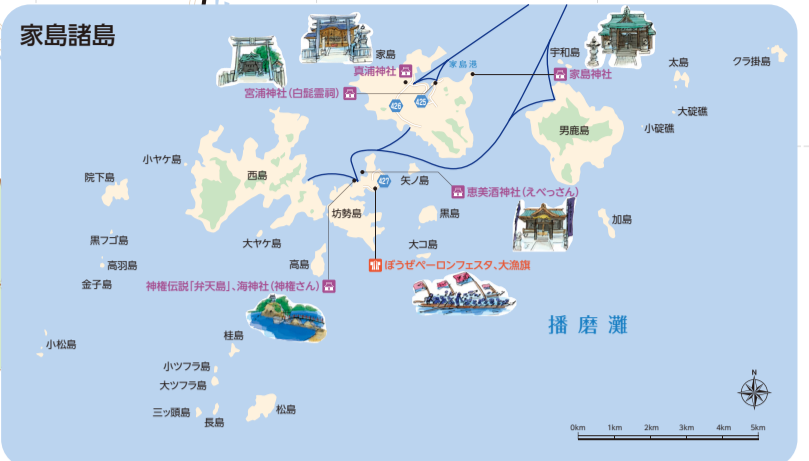 家島諸島
家島
真浦神社
家島港
宮浦神社(白髭霊祠)
宇和島
家島神社
太島
クラ掛島
426
425
大碇礁
小碇礁
男鹿島
小ヤケ島
西島
院下島
427
矢ノ島
恵美酒神社(えべっさん)
坊勢島
黒島
加島
黒フゴ島
大ヤケ島
大コ島
高羽島
高島
ぼうぜペーロンフェスタ、大漁旗
金子島
神権伝説「弁天島」、海神社(神権さん)
播磨灘
小松島
桂島
小ツフラ島
大ツフラ島
三ッ頭島
長島
松島
N
0km 1km 2km 3km 4km 5km